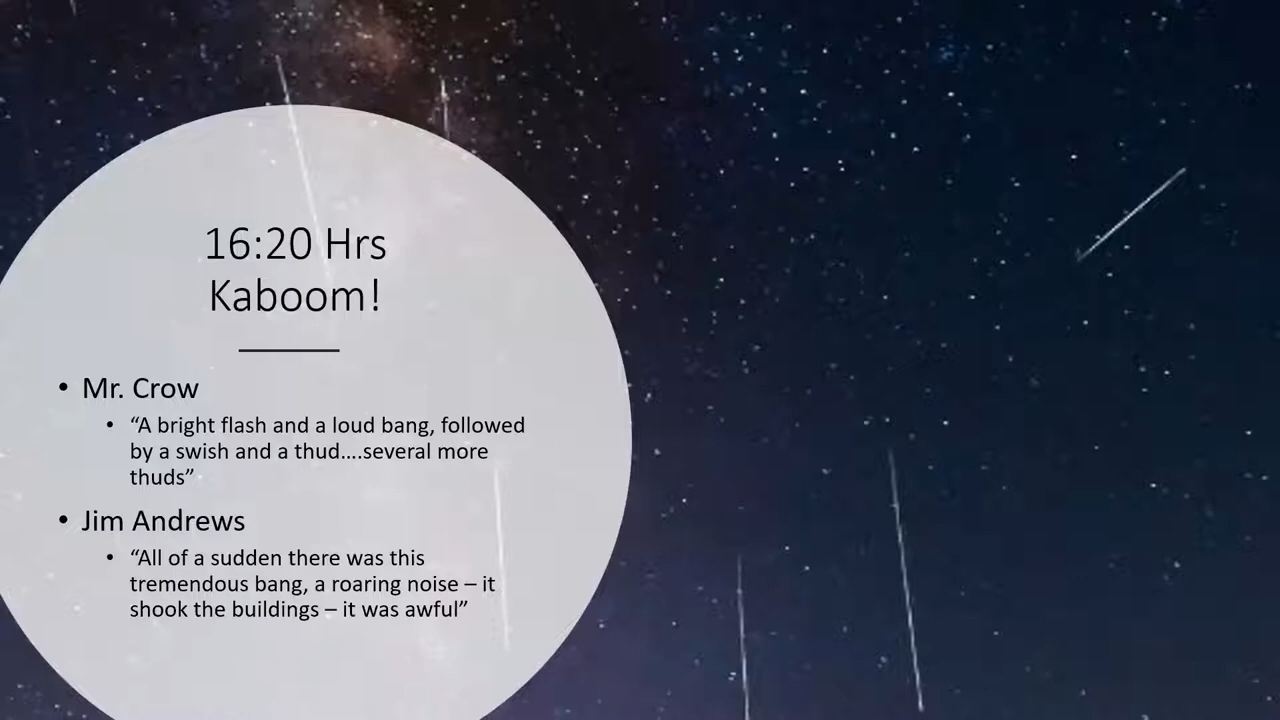 16:20 Hrs
Kaboom!
• Mr. Crow
• “A bright flash and a loud bang, followed
by a swish and a thud....several more
thuds”
• Jim Andrews
• “All of a sudden there was this
tremendous bang, a roaring noise – it
shook the buildings – it was awful”